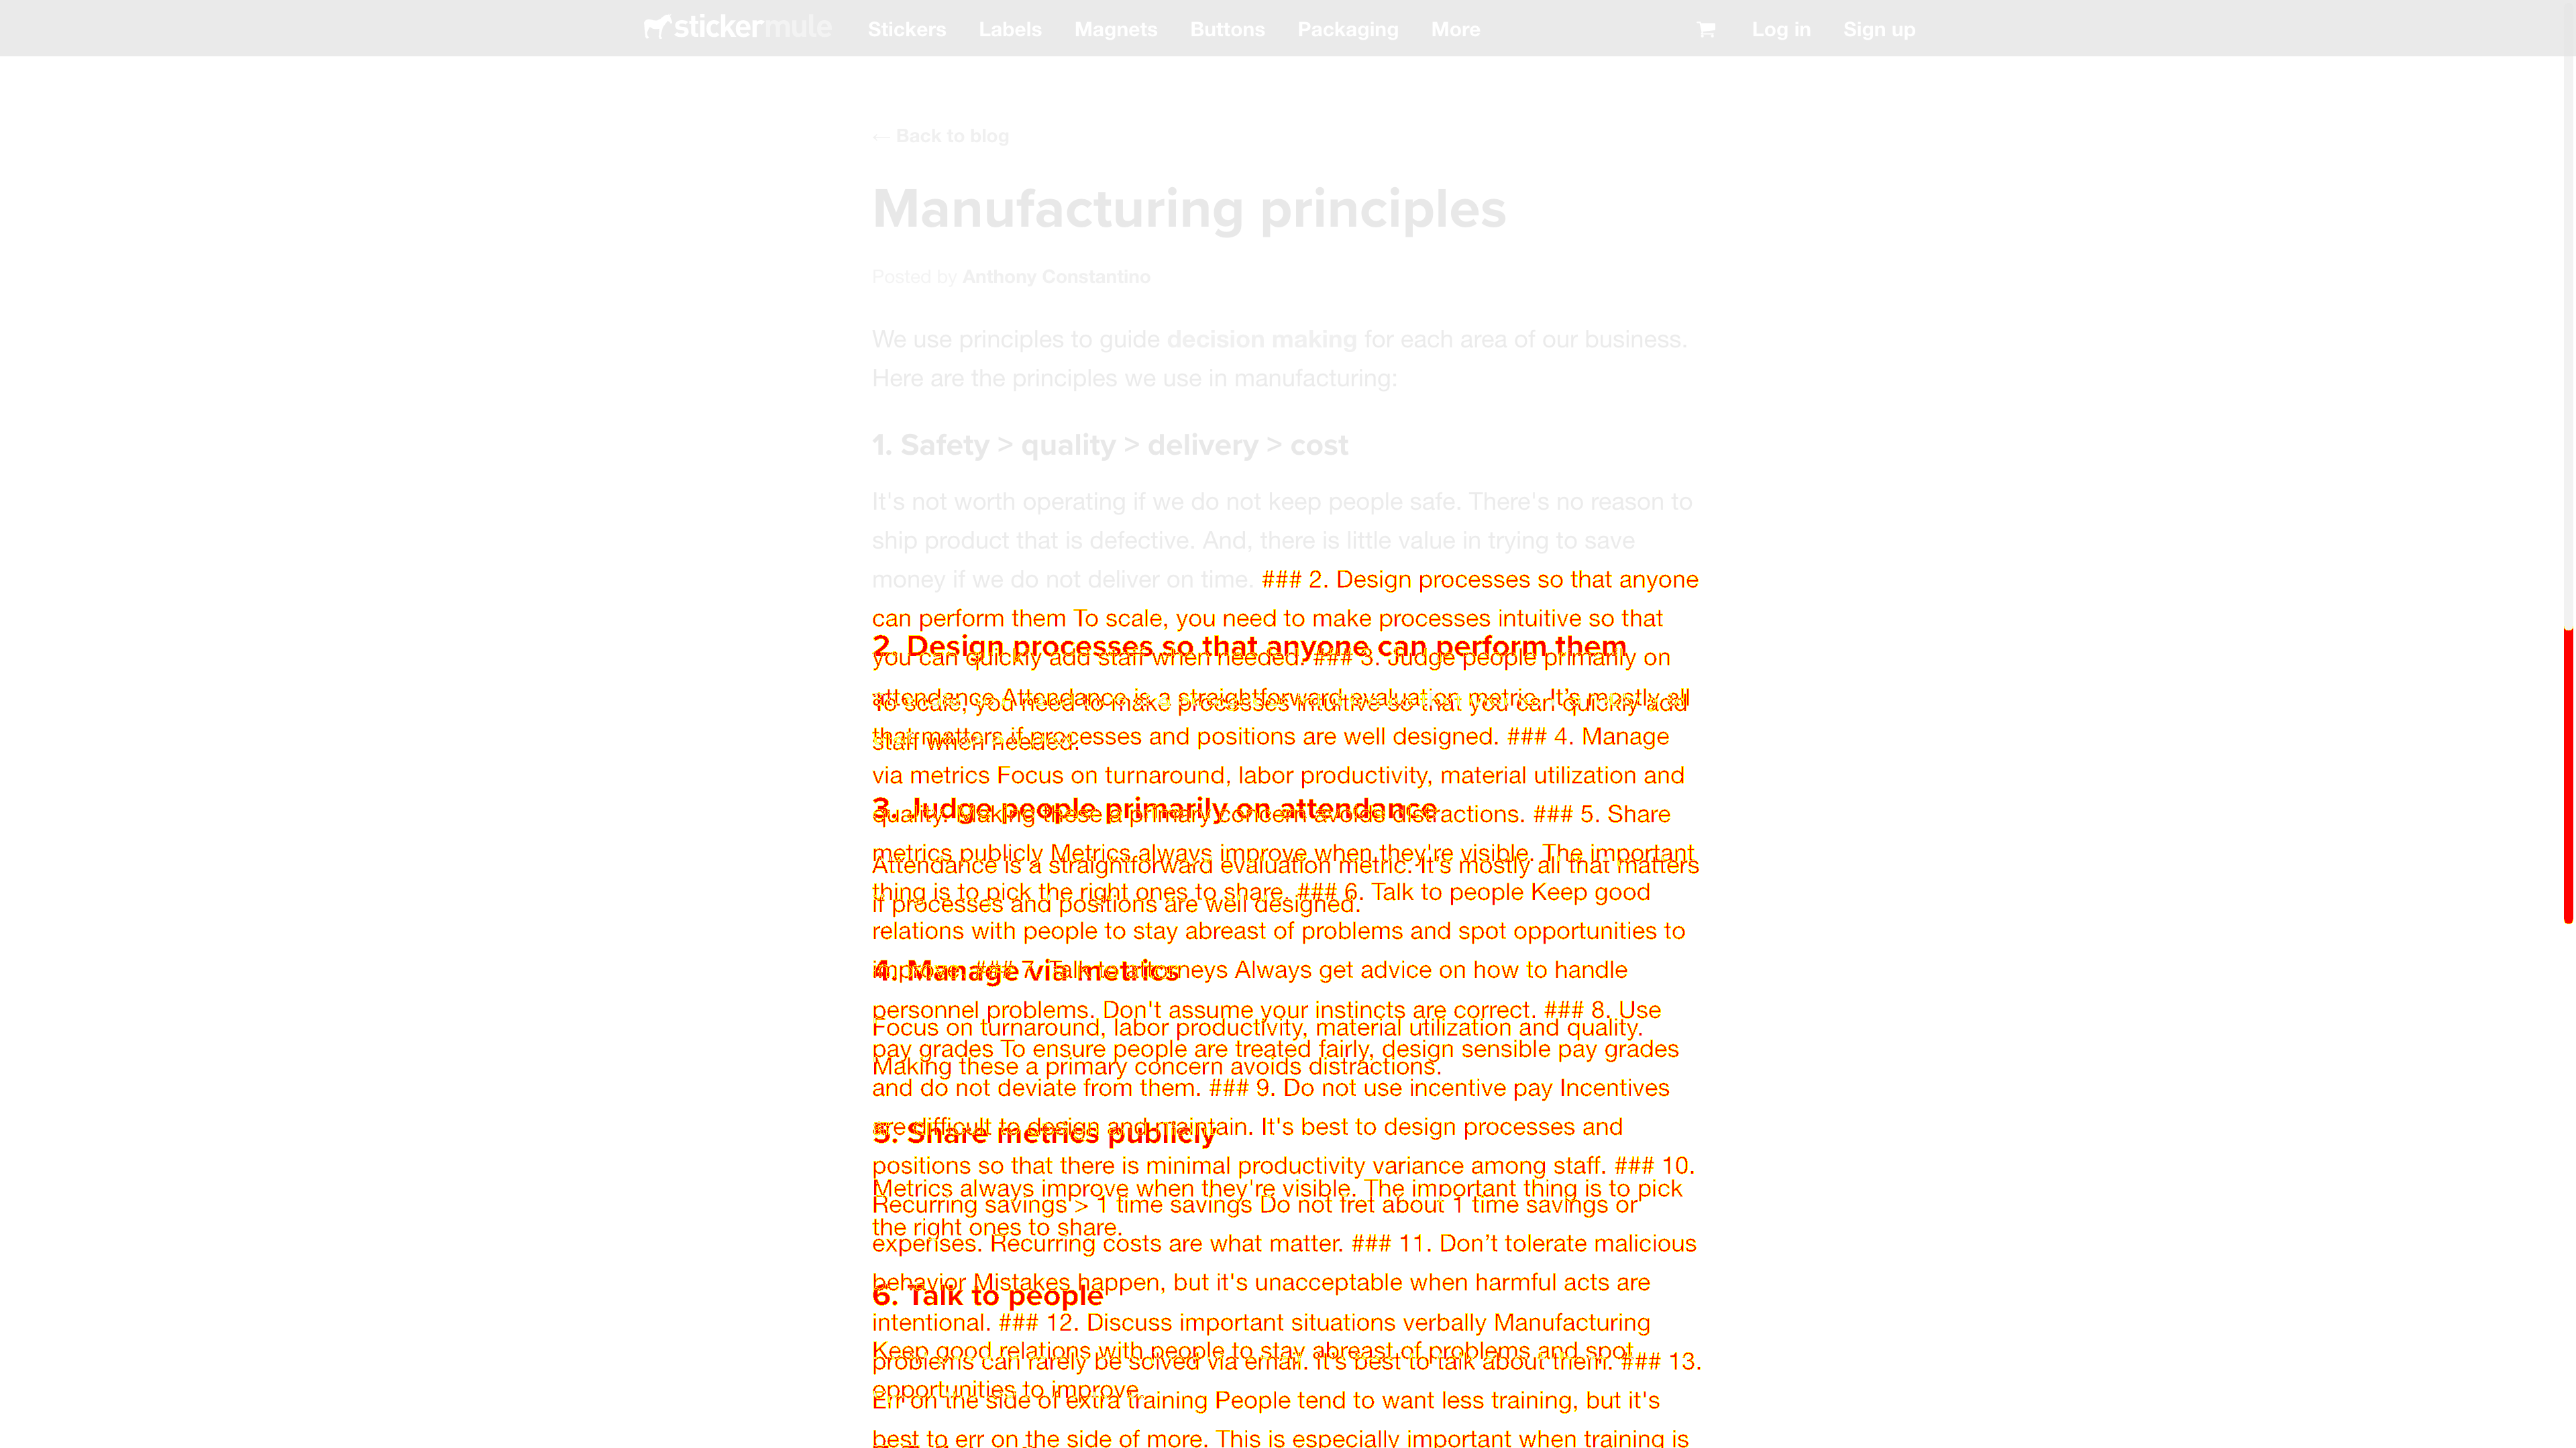 stickermule Stickers Labels Magnets Buttons Packaging More Log in Sign up
← Back to blog
Manufacturing principles
Posted by Anthony Constantino
We use principles to guide decision making for each area of our business.
Here are the principles we use in manufacturing:
1. Safety > quality > delivery > cost
It's not worth operating if we do not keep people safe. There's no reason to
ship product that is defective. And, there is little value in trying to save
money if we do not deliver on time. ### 2. Design processes so that anyone
can perform them To scale, you need to make processes intuitive so that
2. Design processes so that anyone can perform them
you can quickly add staff when needed. ### 3. Judge people primarily on
attendance Attendance is a straightforward evaluation metric. It's mostly all
To scale, you need to make processes intuitive so that you can quickly add
that matters if processes and positions are well designed. ### 4. Manage
staff when needed.
via metrics Focus on turnaround, labor productivity, material utilization and
3. Judge people primarily on attendance
quality. Making these a primary concern avoids distractions. ### 5. Share
metrics publicly Metrics always improve when they're visible. The important
Attendance is a straightforward evaluation metric. It's mostly all that matters
thing is to pick the right ones to share. ### 6. Talk to people Keep good
if processes and positions are well designed.
relations with people to stay abreast of problems and spot opportunities to
improve. ### 7. Talk to attorneys Always get advice on how to handle
4. Manage via metrics
personnel problems. Don't assume your instincts are correct. ### 8. Use
Focus on turnaround, labor productivity, material utilization and quality.
pay grades To ensure people are treated fairly, design sensible pay grades
Making these a primary concern avoids distractions.
and do not deviate from them. ### 9. Do not use incentive pay Incentives
are difficult to design and maintain. It's best to design processes and
5. Share metrics publicly
positions so that there is minimal productivity variance among staff. ### 10.
Metrics always improve when they're visible. The important thing is to pick
Recurring savings > 1 time savings Do not fret about 1 time savings or
the right ones to share.
expenses. Recurring costs are what matter. ### 11. Don’t tolerate malicious
behavior Mistakes happen, but it's unacceptable when harmful acts are
6. Talk to people
intentional. ### 12. Discuss important situations verbally Manufacturing
Keep good relations with people to stay abreast of problems and spot
problems can rarely be solved via email. It's best to talk about them. ### 13.
opportunities to improve.
Err on the side of extra training People tend to want less training, but it's
best to err on the side of more. This is especially important when training is